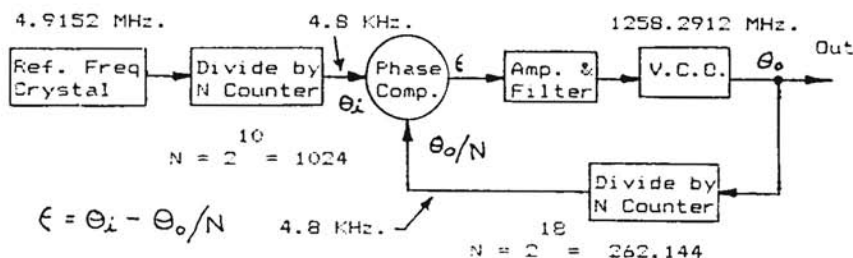 4.9152 MHz.
4.8 KHz.
1258.2912 MHz.
Ref. Freq
Crystal
Divide by
N Counter
θi
Phase
Comp.
ϵ
Amp. &
Filter
V.C.O.
θo
Out
10
N = 2 = 1024
θo/N
Divide by
N Counter
ϵ = θi - θo/N
4.8 KHz.
18
N = 2 = 262.144